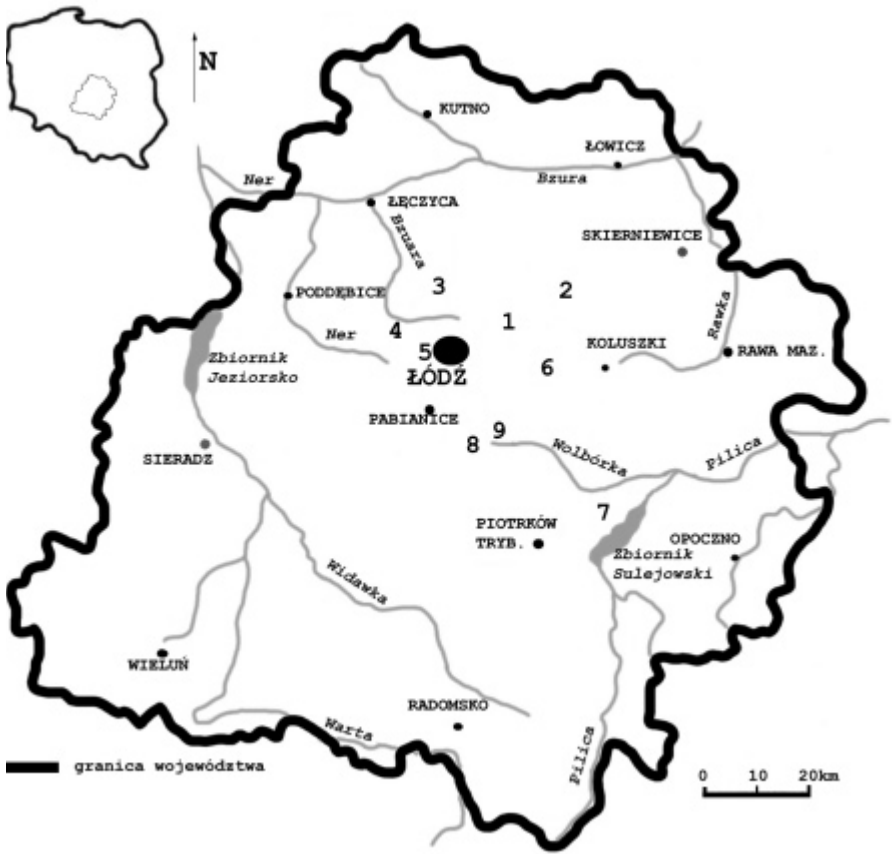 N
KUTNO
ŁOWICZ
Ner
Bzura
ŁĘCZYCA
Bzuara
SKIERNIEWICE
3
2
PODDĘBICE
1
Rawka
4
Ner
5
KOLUSZKI
RAWA MAZ.
Zbiornik
Jeziorsko
6
ŁÓDŹ
PABIANICE
9
8
Wolbórka
Pilica
SIERADZ
7
PIOTRKÓW
TRYB.
OPOCZNO
Zbiornik
Sulejowski
Widawka
WIELUŃ
RADOMSKO
Warta
Pilica
granica województwa
0 10 20km